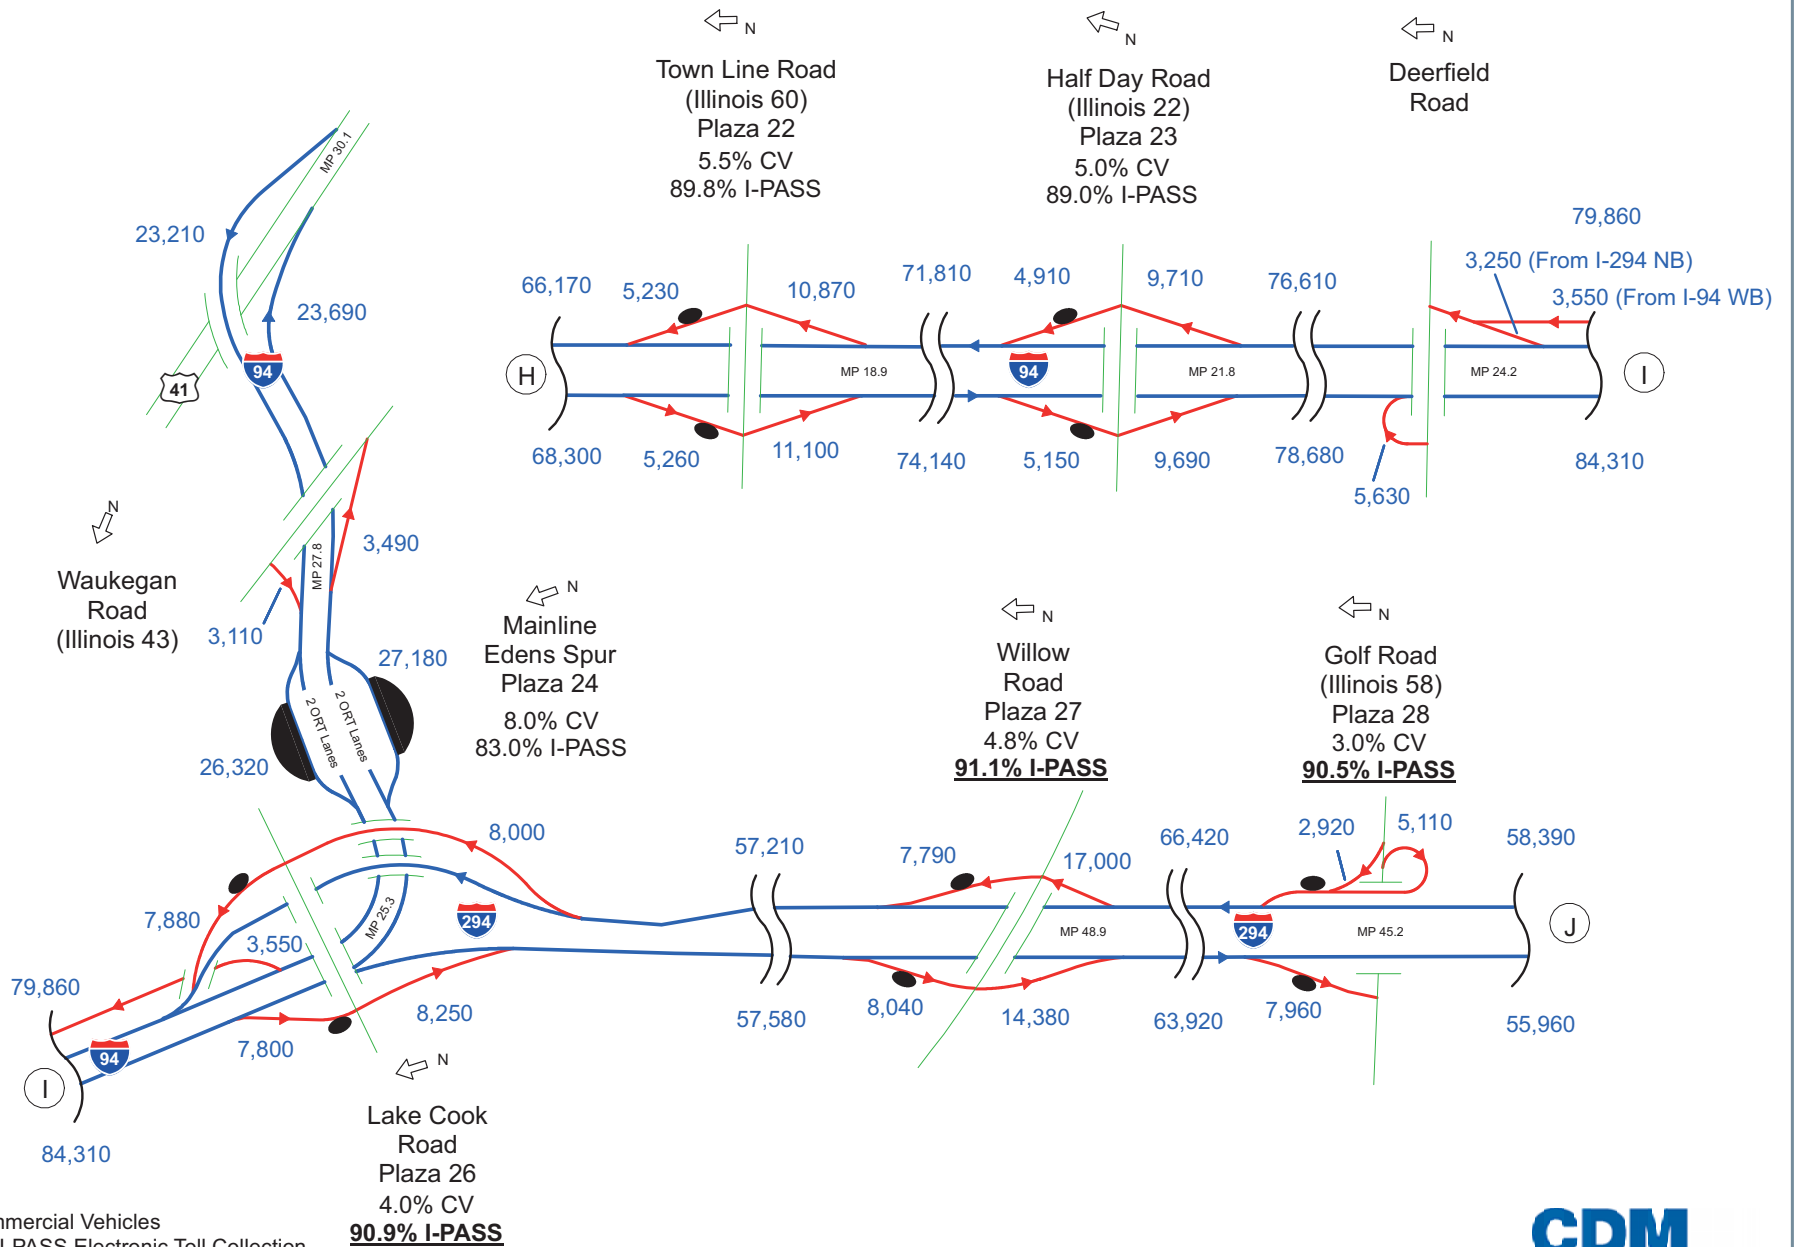 N
N
N
Town Line Road
(Illinois 60)
Plaza 22
5.5% CV
89.8% I-PASS
Half Day Road
(Illinois 22)
Plaza 23
5.0% CV
89.0% I-PASS
Deerfield
Road
MP 30.1
23,210
23,690
94
41
79,860
3,250 (From I-294 NB)
3,550 (From I-94 WB)
66,170
5,230
10,870
71,810
4,910
9,710
76,610
H
MP 18.9
94
MP 21.8
MP 24.2
I
68,300
5,260
11,100
74,140
5,150
9,690
78,680
5,630
84,310
N
Waukegan
Road
(Illinois 43)
3,490
MP 27.8
3,110
N
Mainline
Edens Spur
Plaza 24
8.0% CV
83.0% I-PASS
27,180
2 ORT Lanes
2 ORT Lanes
26,320
N
Willow
Road
Plaza 27
4.8% CV
91.1% I-PASS
N
Golf Road
(Illinois 58)
Plaza 28
3.0% CV
90.5% I-PASS
8,000
57,210
7,790
17,000
66,420
2,920
5,110
58,390
7,880
3,550
MP 25.3
294
MP 48.9
294
MP 45.2
J
79,860
8,250
57,580
8,040
14,380
63,920
7,960
55,960
94
7,800
I
84,310
N
Lake Cook
Road
Plaza 26
4.0% CV
90.9% I-PASS
mmercial Vehicles
I-PASS Electronic Toll Collection
CDM